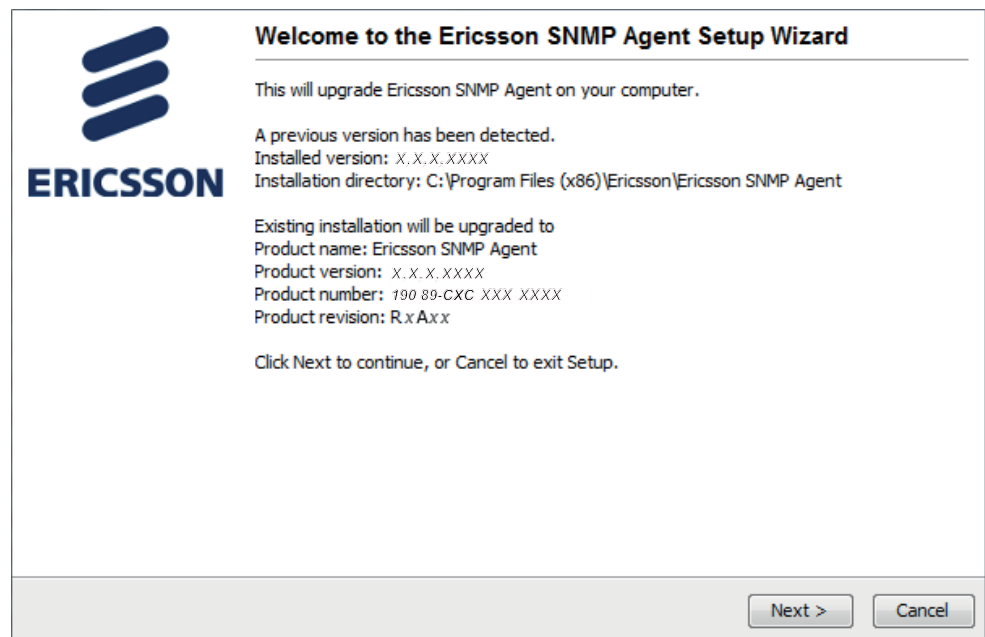 Welcome to the Ericsson SNMP Agent Setup Wizard
This will upgrade Ericsson SNMP Agent on your computer.
A previous version has been detected.
Installed version: X.X.X.XXXX
Installation directory: C:\Program Files (x86)\Ericsson\Ericsson SNMP Agent
ERICSSON
Existing installation will be upgraded to
Product name: Ericsson SNMP Agent
Product version: X.X.X.XXXX
Product number: 190 89-CXC XXX XXXX
Product revision: RxAxx
Click Next to continue, or Cancel to exit Setup.
Next >
Cancel